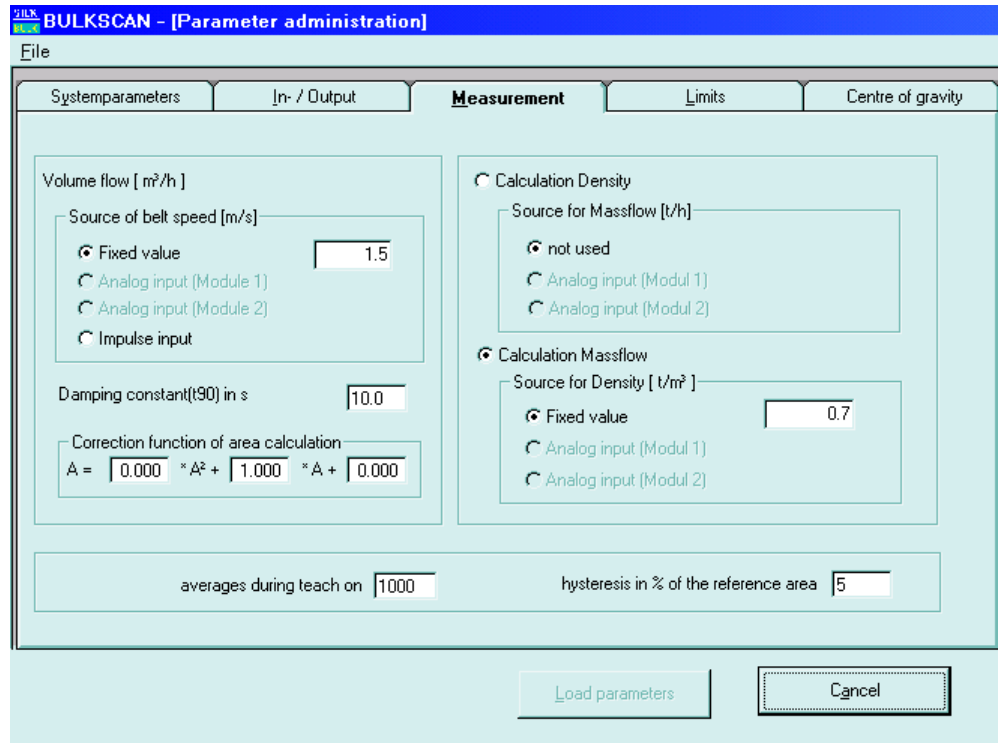 SILK
BULK
BULKSCAN - [Parameter administration]
File
Systemparameters
In- / Output
Measurement
Limits
Centre of gravity
Volume flow [ m³/h ]
Source of belt speed [m/s]
Fixed value 1.5
Analog input (Module 1)
Analog input (Module 2)
Impulse input
Damping constant(t90) in s 10.0
Correction function of area calculation
A = 0.000 * A² + 1.000 * A + 0.000
Calculation Density
Source for Massflow [t/h]
not used
Analog input (Modul 1)
Analog input (Modul 2)
Calculation Massflow
Source for Density [ t/m³ ]
Fixed value 0.7
Analog input (Modul 1)
Analog input (Modul 2)
averages during teach on 1000
hysteresis in % of the reference area 5
Load parameters
Cancel